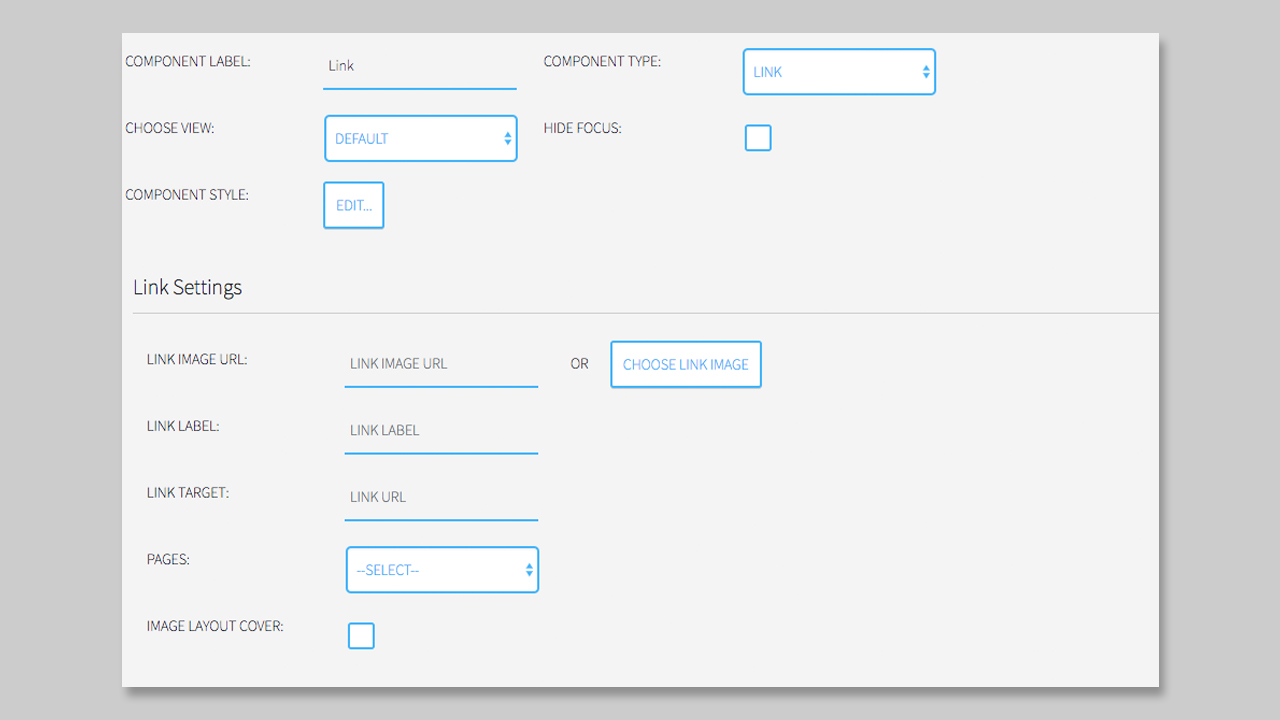 COMPONENT LABEL: Link COMPONENT TYPE: LINK
CHOOSE VIEW: DEFAULT HIDE FOCUS:
COMPONENT STYLE: EDIT...
Link Settings
LINK IMAGE URL: LINK IMAGE URL OR CHOOSE LINK IMAGE
LINK LABEL: LINK LABEL
LINK TARGET: LINK URL
PAGES: --SELECT--
IMAGE LAYOUT COVER: